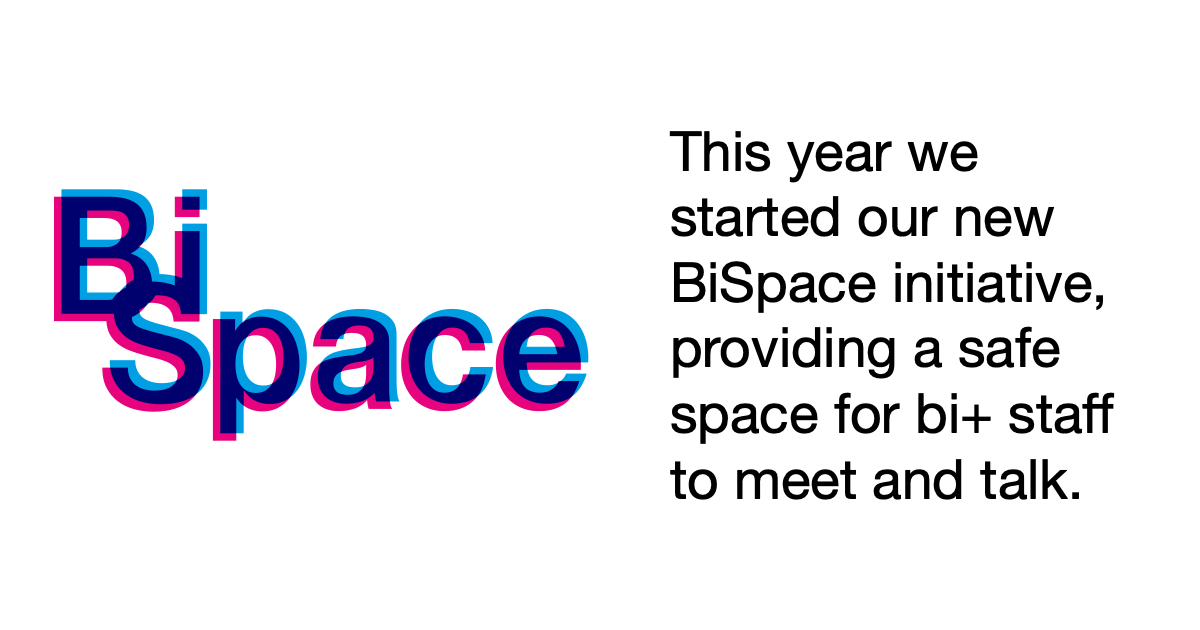 Bi
Space
This year we
started our new
BiSpace initiative,
providing a safe
space for bi+ staff
to meet and talk.